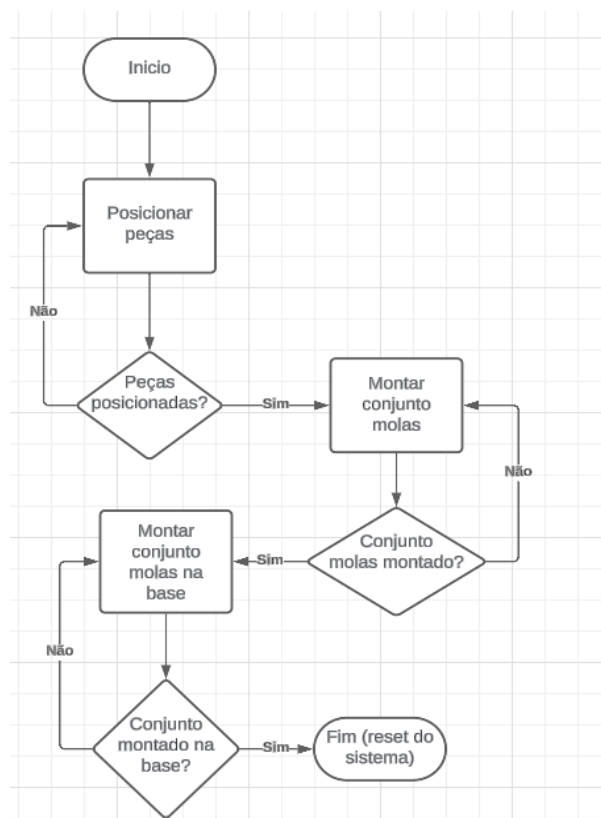 Inicio
Posicionar
peças
Não
Peças
posicionadas?
Sim
Montar
conjunto
molas
Não
Conjunto
molas montado?
Sim
Montar
conjunto
molas na
base
Não
Conjunto
montado na
base?
Sim
Fim (reset do
sistema)